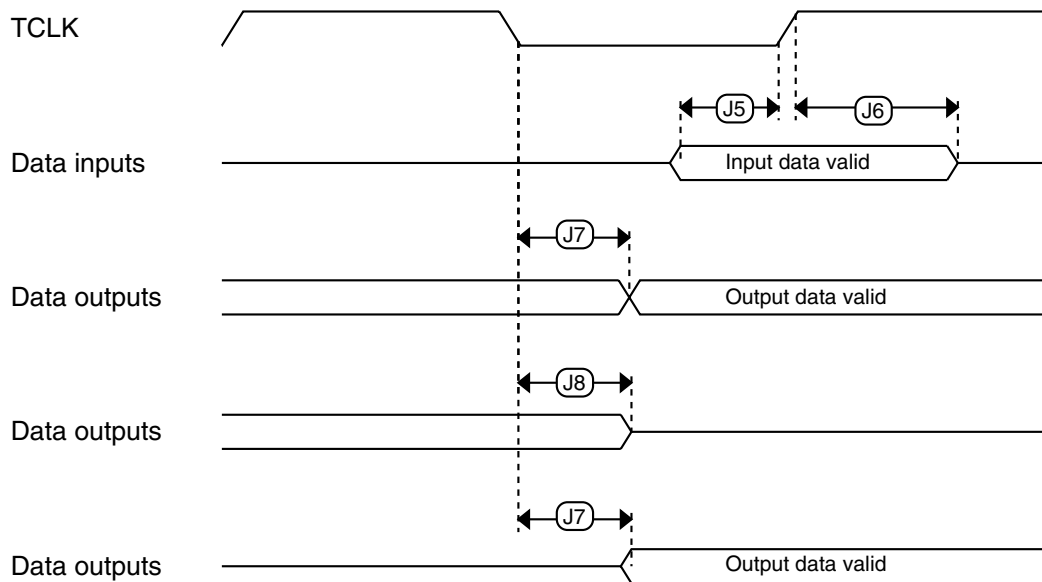 TCLK
J5
J6
Data inputs
Input data valid
J7
Data outputs
Output data valid
J8
Data outputs
J7
Data outputs
Output data valid